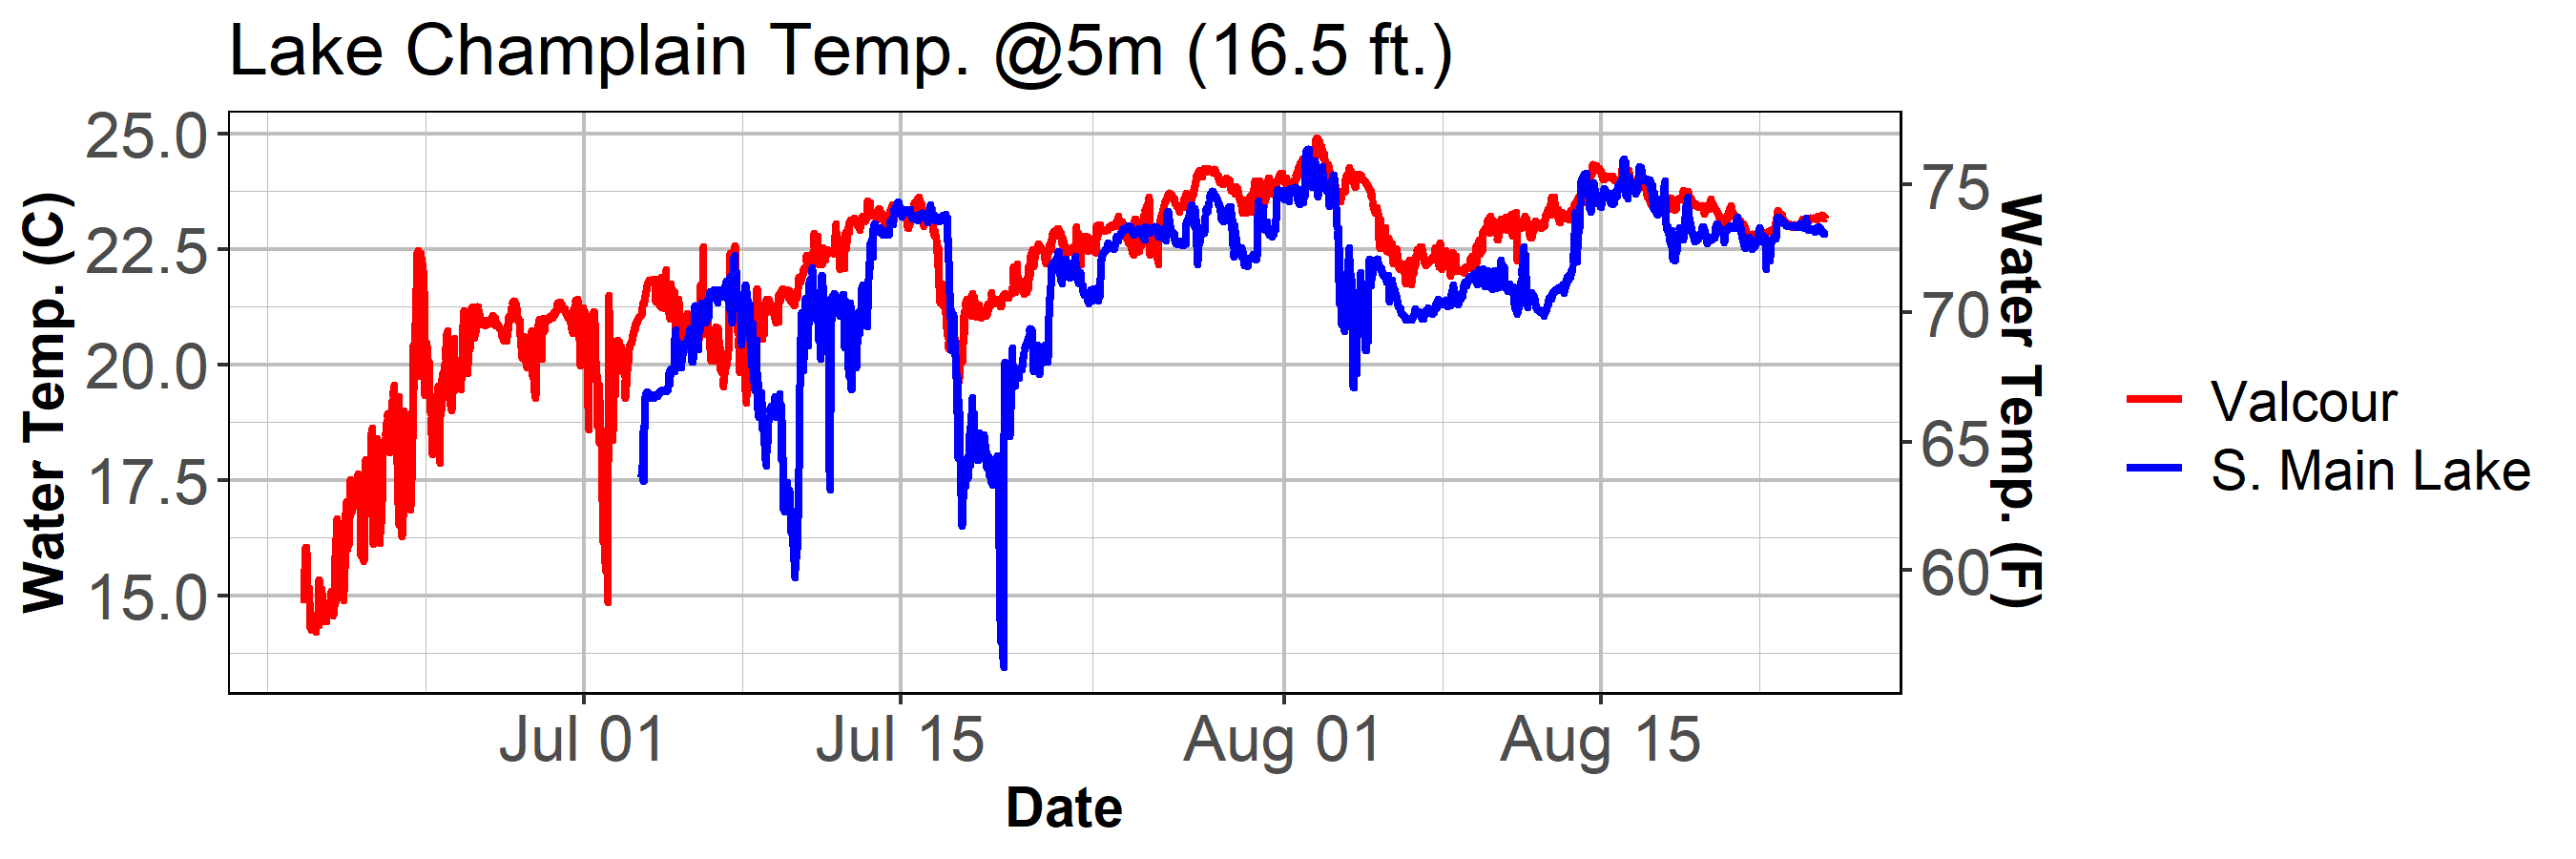 Lake Champlain Temp. @5m (16.5 ft.)
Water Temp. (C)
25.0
22.5
20.0
17.5
15.0
75
70
65
60
Water Temp. (F)
Jul 01 Jul 15 Aug 01 Aug 15
Date
Valcour
S. Main Lake